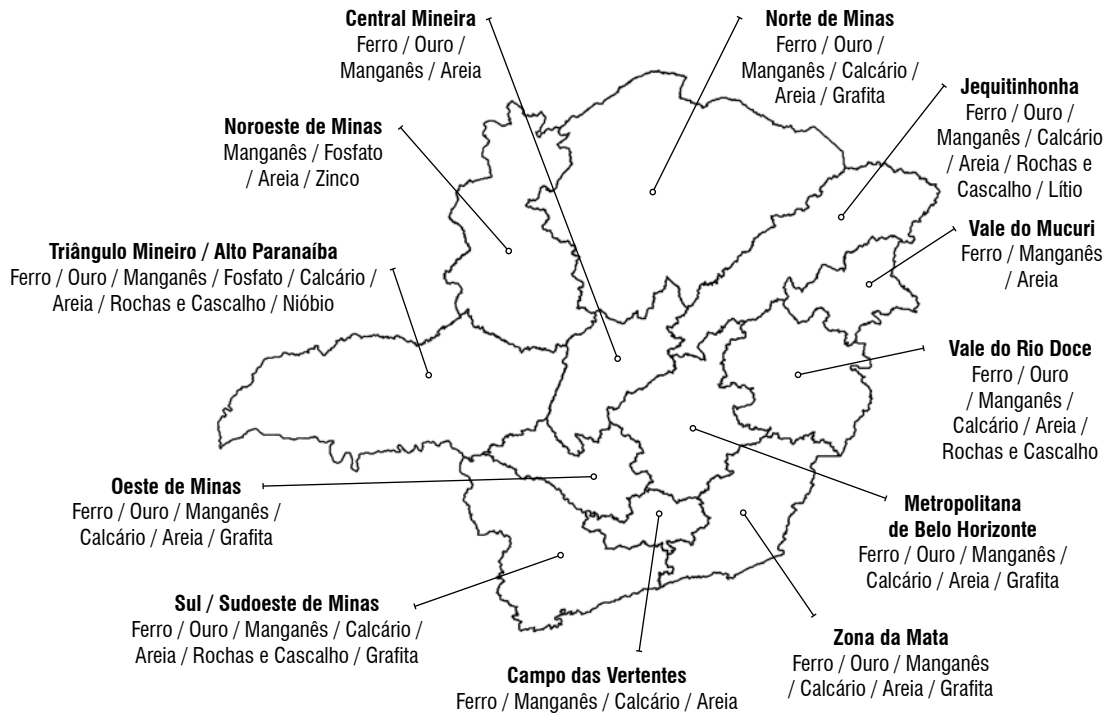 Central Mineira
Ferro / Ouro /
Manganês / Areia
Norte de Minas
Ferro / Ouro /
Manganês / Calcário /
Areia / Grafita
Jequitinhonha
Ferro / Ouro /
Manganês / Calcário
/ Areia / Rochas e
Cascalho / Lítio
Noroeste de Minas
Manganês / Fosfato
/ Areia / Zinco
Vale do Mucuri
Ferro / Manganês
/ Areia
Triângulo Mineiro / Alto Paranaíba
Ferro / Ouro / Manganês / Fosfato / Calcário /
Areia / Rochas e Cascalho / Nióbio
Vale do Rio Doce
Ferro / Ouro
/ Manganês /
Calcário / Areia /
Rochas e Cascalho
Oeste de Minas
Ferro / Ouro / Manganês /
Calcário / Areia / Grafita
Metropolitana
de Belo Horizonte
Ferro / Ouro / Manganês /
Calcário / Areia / Grafita
Sul / Sudoeste de Minas
Ferro / Ouro / Manganês / Calcário /
Areia / Rochas e Cascalho / Grafita
Zona da Mata
Ferro / Ouro / Manganês
/ Calcário / Areia / Grafita
Campo das Vertentes
Ferro / Manganês / Calcário / Areia